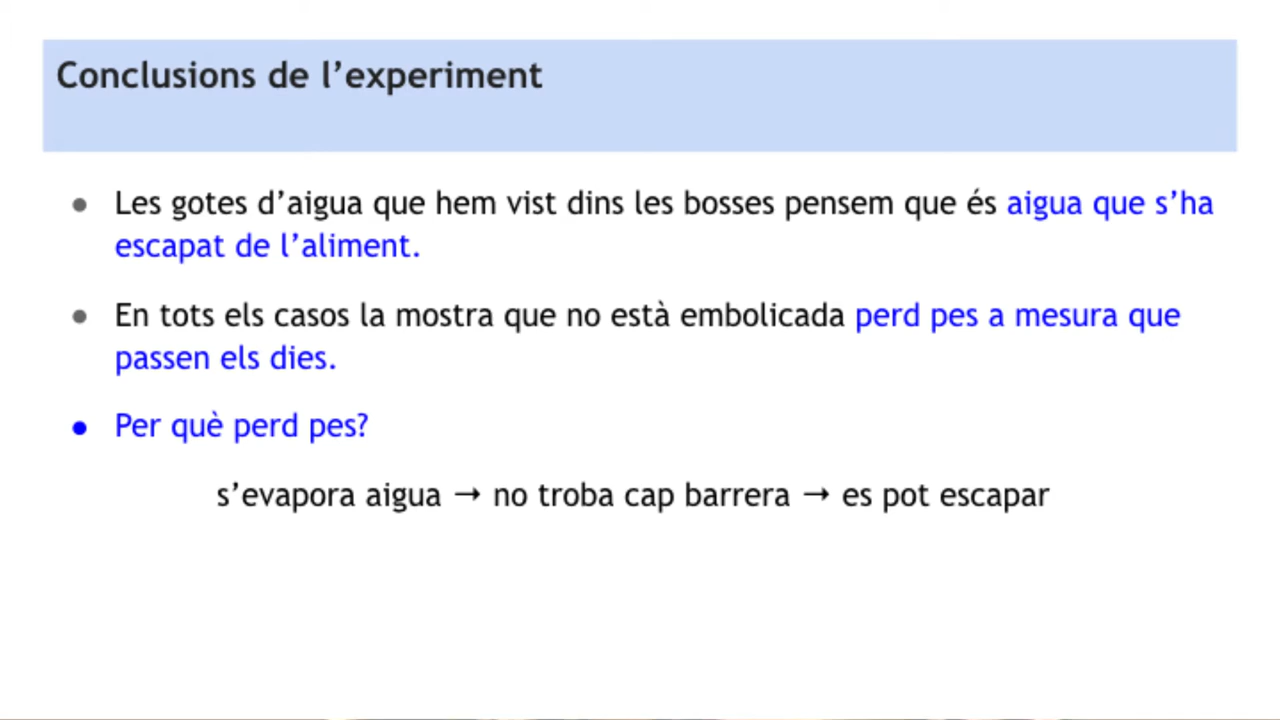 Conclusions de l’experiment
● Les gotes d’aigua que hem vist dins les bosses pensem que és aigua que s’ha
escapat de l’aliment.
● En tots els casos la mostra que no està embolicada perd pes a mesura que
passen els dies.
● Per què perd pes?
s’evapora aigua → no troba cap barrera → es pot escapar